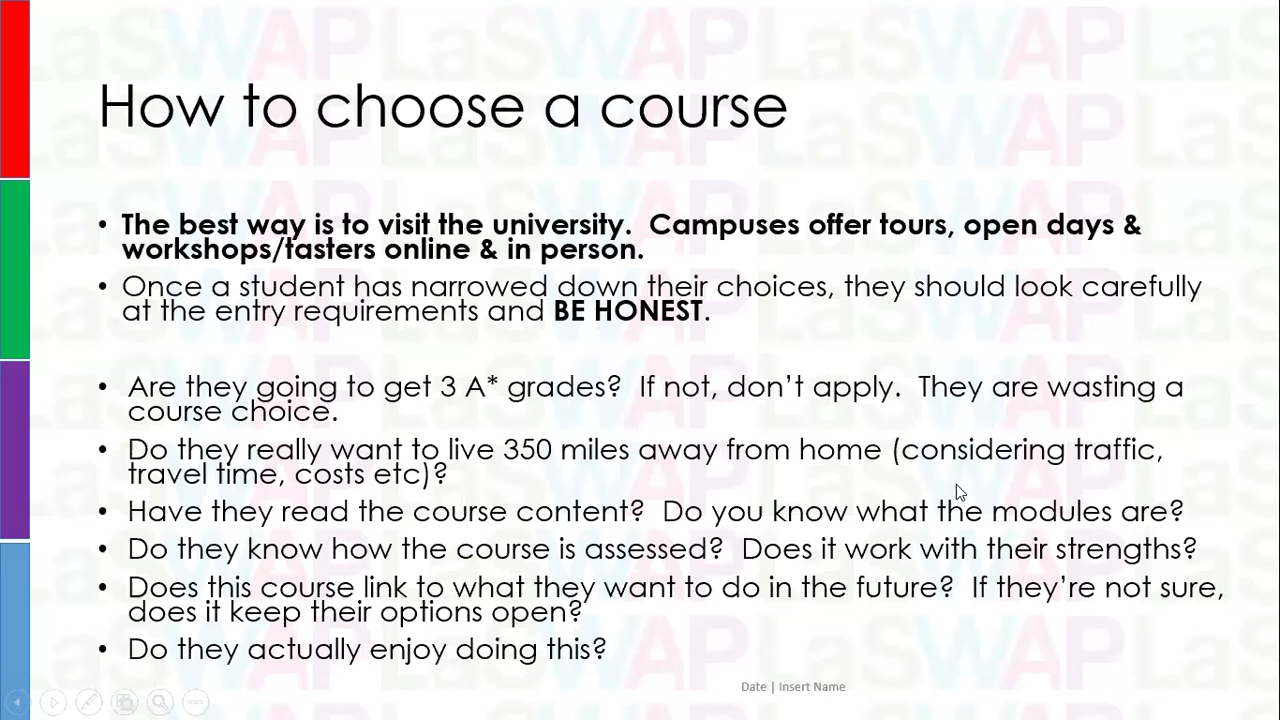 How to choose a course
• The best way is to visit the university.  Campuses offer tours, open days &
workshops/tasters online & in person.
• Once a student has narrowed down their choices, they should look carefully
at the entry requirements and BE HONEST.
• Are they going to get 3 A* grades?  If not, don’t apply.  They are wasting a
course choice.
• Do they really want to live 350 miles away from home (considering traffic,
travel time, costs etc)?
• Have they read the course content?  Do you know what the modules are?
• Do they know how the course is assessed?  Does it work with their strengths?
• Does this course link to what they want to do in the future?  If they’re not sure,
does it keep their options open?
• Do they actually enjoy doing this?
Date | Insert Name
LaSWAP